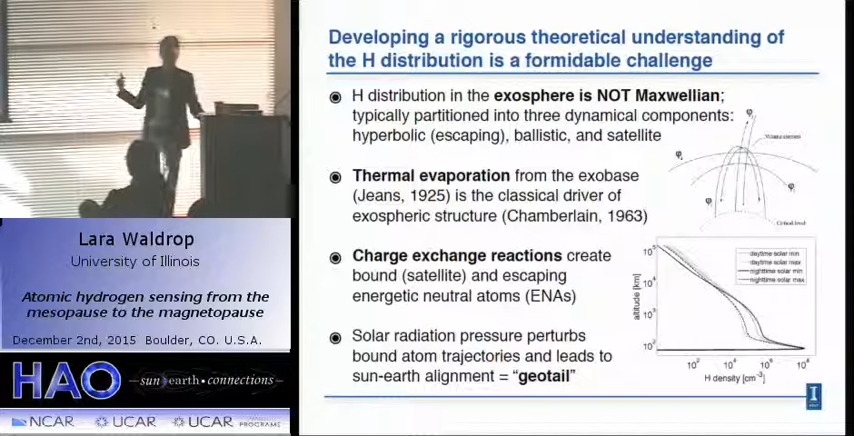 Developing a rigorous theoretical understanding of
the H distribution is a formidable challenge
H distribution in the exosphere is NOT Maxwellian;
typically partitioned into three dynamical components:
hyperbolic (escaping), ballistic, and satellite
Thermal evaporation from the exobase
(Jeans, 1925) is the classical driver of
exospheric structure (Chamberlain, 1963)
Charge exchange reactions create
bound (satellite) and escaping
energetic neutral atoms (ENAs)
Solar radiation pressure perturbs
bound atom trajectories and leads to
sun-earth alignment = “geotail”
Critical level
daytime solar min
daytime solar max
nighttime solar min
nighttime solar max
altitude [km]
H density [cm⁻³]
I
Lara Waldrop
University of Illinois
Atomic hydrogen sensing from the
mesopause to the magnetopause
December 2nd, 2015 Boulder, CO. U.S.A.
HAO
sun earth connections
NCAR UCAR UCAR
PROGRAMS